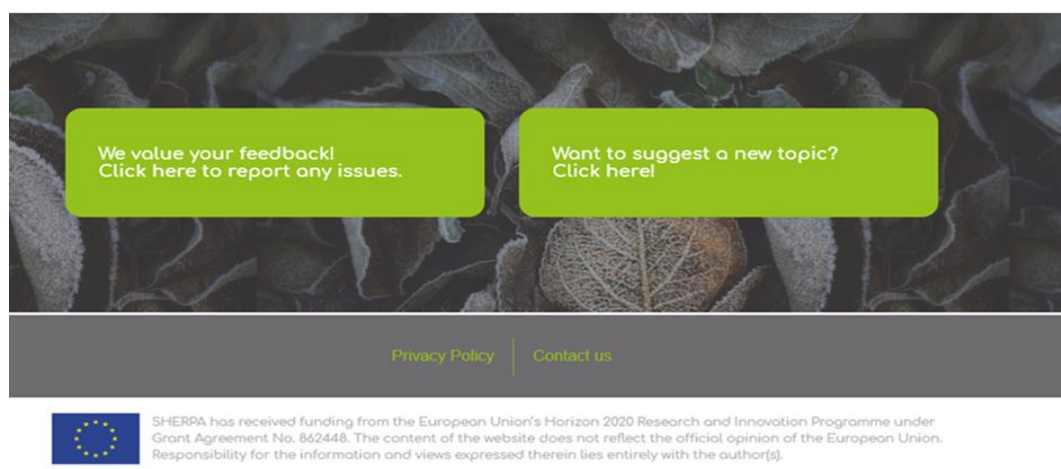 We value your feedback!
Click here to report any issues.
Want to suggest a new topic?
Click here!
Privacy Policy
Contact us
SHERPA has received funding from the European Union's Horizon 2020 Research and Innovation Programme under
Grant Agreement No. 862448. The content of the website does not reflect the official opinion of the European Union.
Responsibility for the information and views expressed therein lies entirely with the author(s).